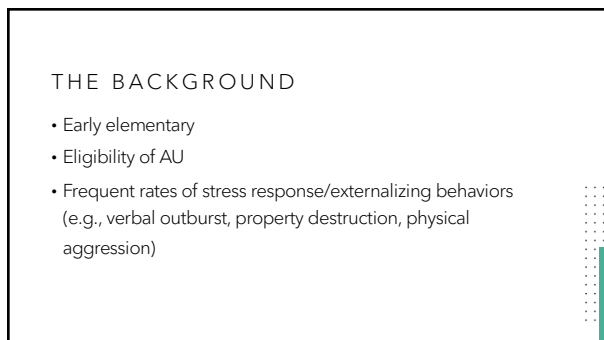 THE BACKGROUND
• Early elementary
• Eligibility of AU
• Frequent rates of stress response/externalizing behaviors
(e.g., verbal outburst, property destruction, physical
aggression)